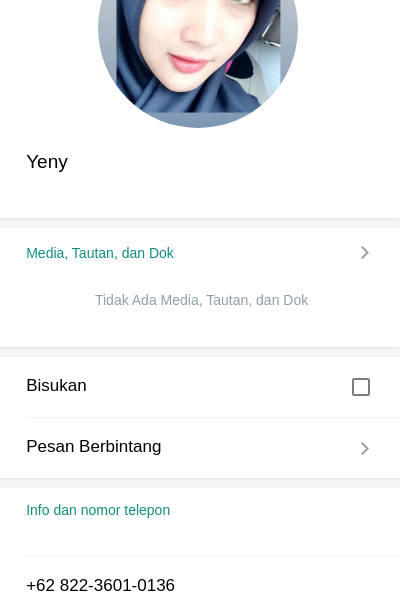 Yeny
Media, Tautan, dan Dok
Tidak Ada Media, Tautan, dan Dok
Bisukan
Pesan Berbintang
Info dan nomor telepon
+62 822-3601-0136